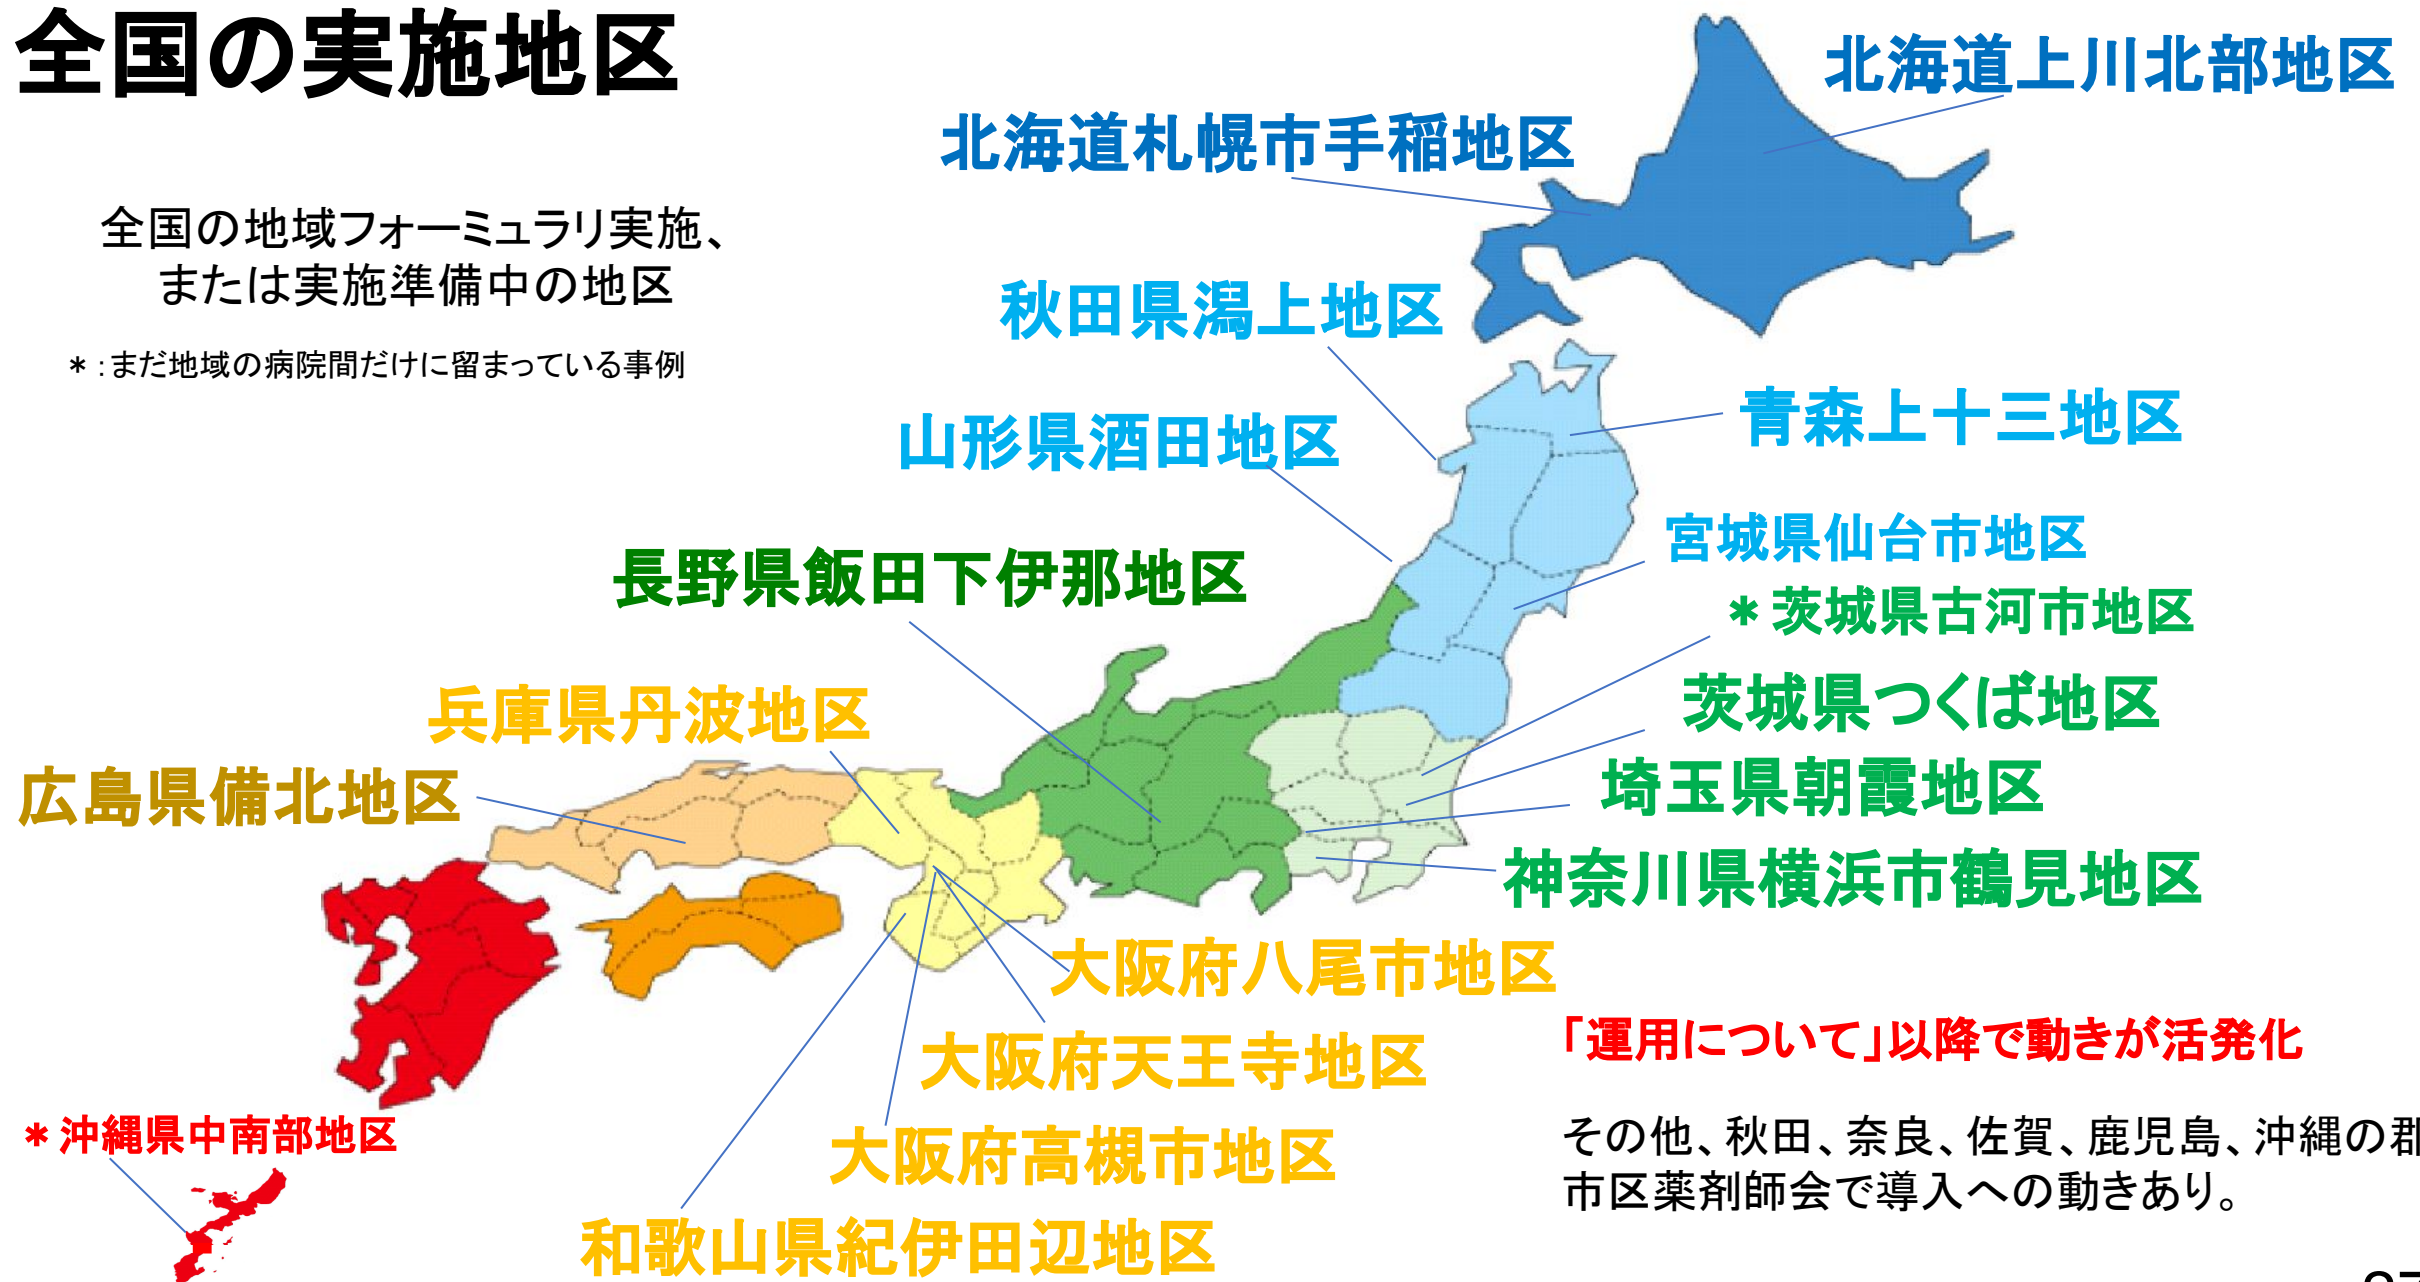 全国の実施地区
全国の地域フォーミュラリ実施、
または実施準備中の地区
＊：まだ地域の病院間だけに留まっている事例
北海道上川北部地区
北海道札幌市手稲地区
秋田県潟上地区
青森上十三地区
山形県酒田地区
宮城県仙台市地区
長野県飯田下伊那地区
＊茨城県古河市地区
茨城県つくば地区
兵庫県丹波地区
広島県備北地区
埼玉県朝霞地区
神奈川県横浜市鶴見地区
大阪府八尾市地区
大阪府天王寺地区
大阪府高槻市地区
和歌山県紀伊田辺地区
＊沖縄県中南部地区
「運用について」以降で動きが活発化
その他、秋田、奈良、佐賀、鹿児島、沖縄の郡
市区薬剤師会で導入への動きあり。